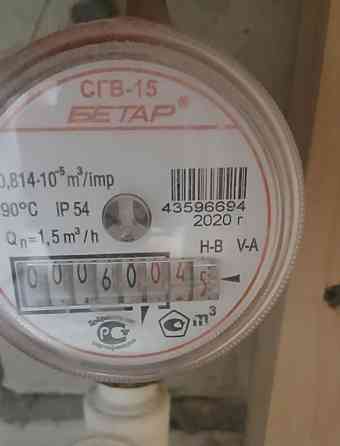 СГВ-15
БЕТАР®
0,814·10⁻⁵ m³/imp
90°C IP 54
43596694
2020 г
Qn=1,5 m³/h
H-B V-A
00060045
m³